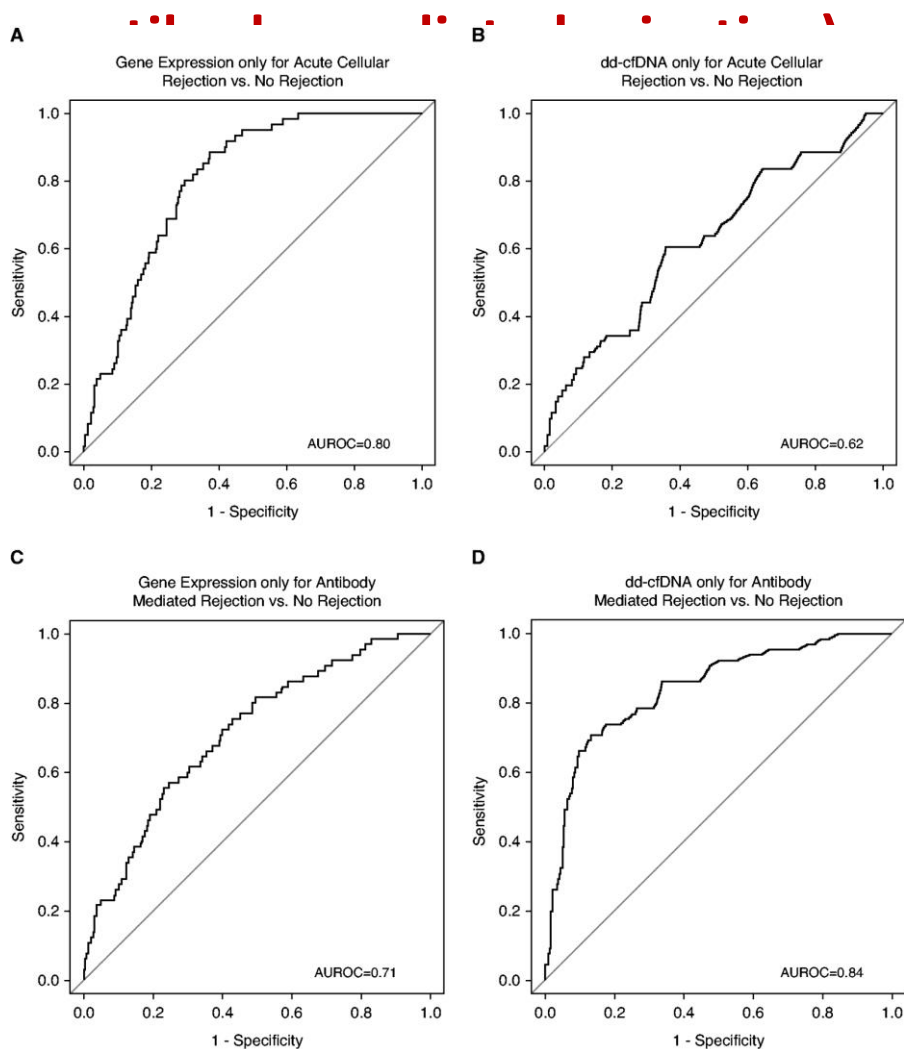 A
Gene Expression only for Acute Cellular
Rejection vs. No Rejection
1.0
0.8
0.6
0.4
0.2
0.0
Sensitivity
AUROC=0.80
0.0 0.2 0.4 0.6 0.8 1.0
1 - Specificity
B
dd-cfDNA only for Acute Cellular
Rejection vs. No Rejection
1.0
0.8
0.6
0.4
0.2
0.0
Sensitivity
AUROC=0.62
0.0 0.2 0.4 0.6 0.8 1.0
1 - Specificity
C
Gene Expression only for Antibody
Mediated Rejection vs. No Rejection
1.0
0.8
0.6
0.4
0.2
0.0
Sensitivity
AUROC=0.71
0.0 0.2 0.4 0.6 0.8 1.0
1 - Specificity
D
dd-cfDNA only for Antibody
Mediated Rejection vs. No Rejection
1.0
0.8
0.6
0.4
0.2
0.0
Sensitivity
AUROC=0.84
0.0 0.2 0.4 0.6 0.8 1.0
1 - Specificity